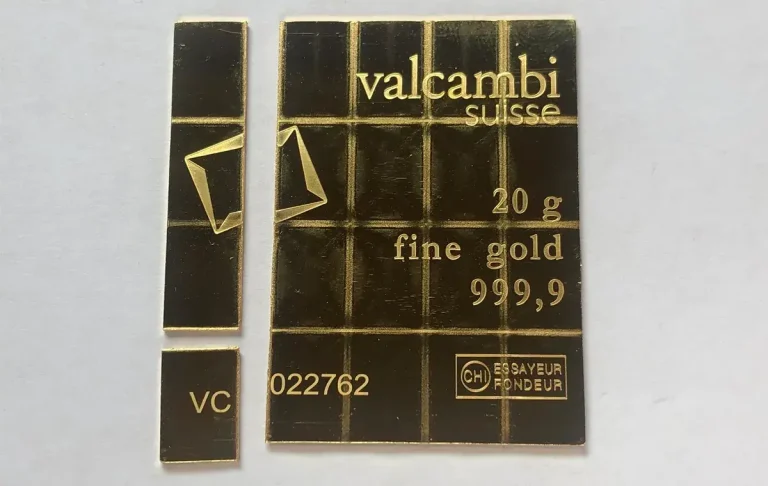 valcambi
suisse
20 g
fine gold
999,9
VC 022762
CHI ESSAYEUR
FONDEUR